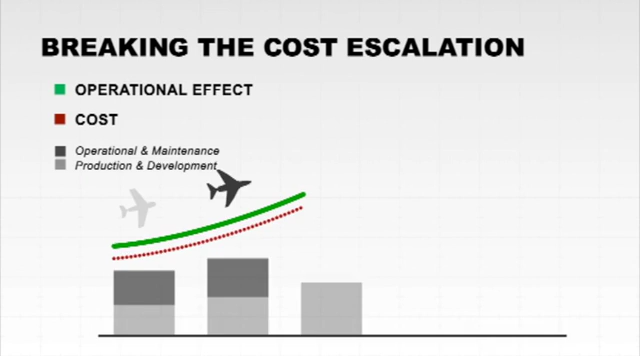 BREAKING THE COST ESCALATION
OPERATIONAL EFFECT
COST
Operational & Maintenance
Production & Development